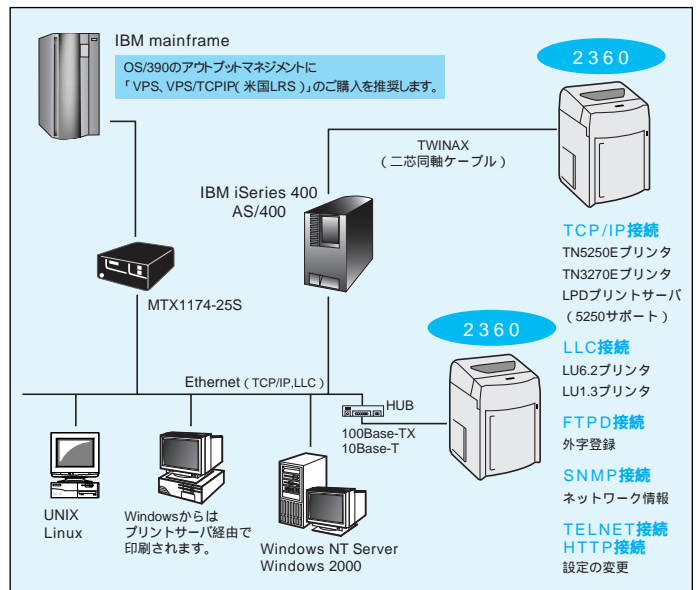 IBM mainframe
OS/390のアウトプットマネジメントに
「VPS、VPS/TCPIP(米国LRS)」のご購入を推奨します。
2360
TWINAX
(二芯同軸ケーブル)
IBM iSeries 400
AS/400
MTX1174-25S
TCP/IP接続
TN5250Eプリンタ
TN3270Eプリンタ
LPDプリントサーバ
(5250サポート)
2360
LLC接続
LU6.2プリンタ
LU1.3プリンタ
Ethernet(TCP/IP,LLC)
HUB
100Base-TX
10Base-T
FTPD接続
外字登録
SNMP接続
ネットワーク情報
TELNET接続
HTTP接続
設定の変更
UNIX
Linux
Windowsからは
プリントサーバ経由で
印刷されます。
Windows NT Server
Windows 2000